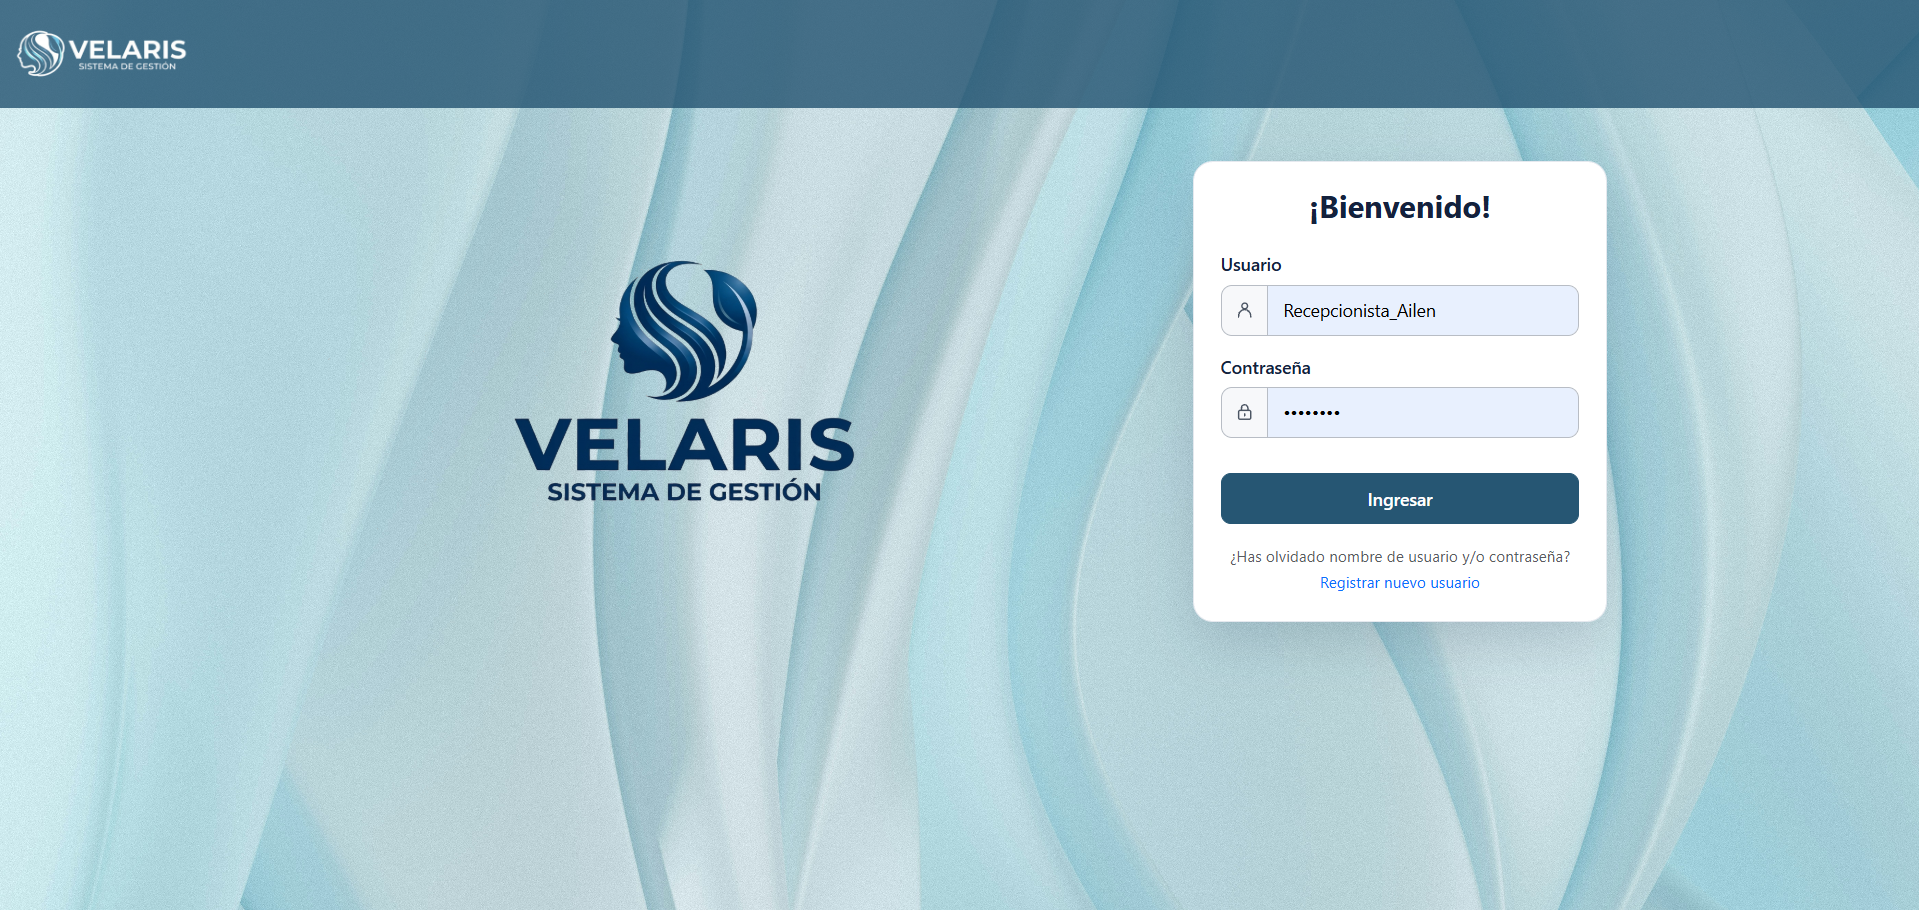 VELARIS
SISTEMA DE GESTIÓN
VELARIS
SISTEMA DE GESTIÓN
¡Bienvenido!
Usuario
Recepcionista_Ailen
Contraseña
••••••••
Ingresar
¿Has olvidado nombre de usuario y/o contraseña?
Registrar nuevo usuario